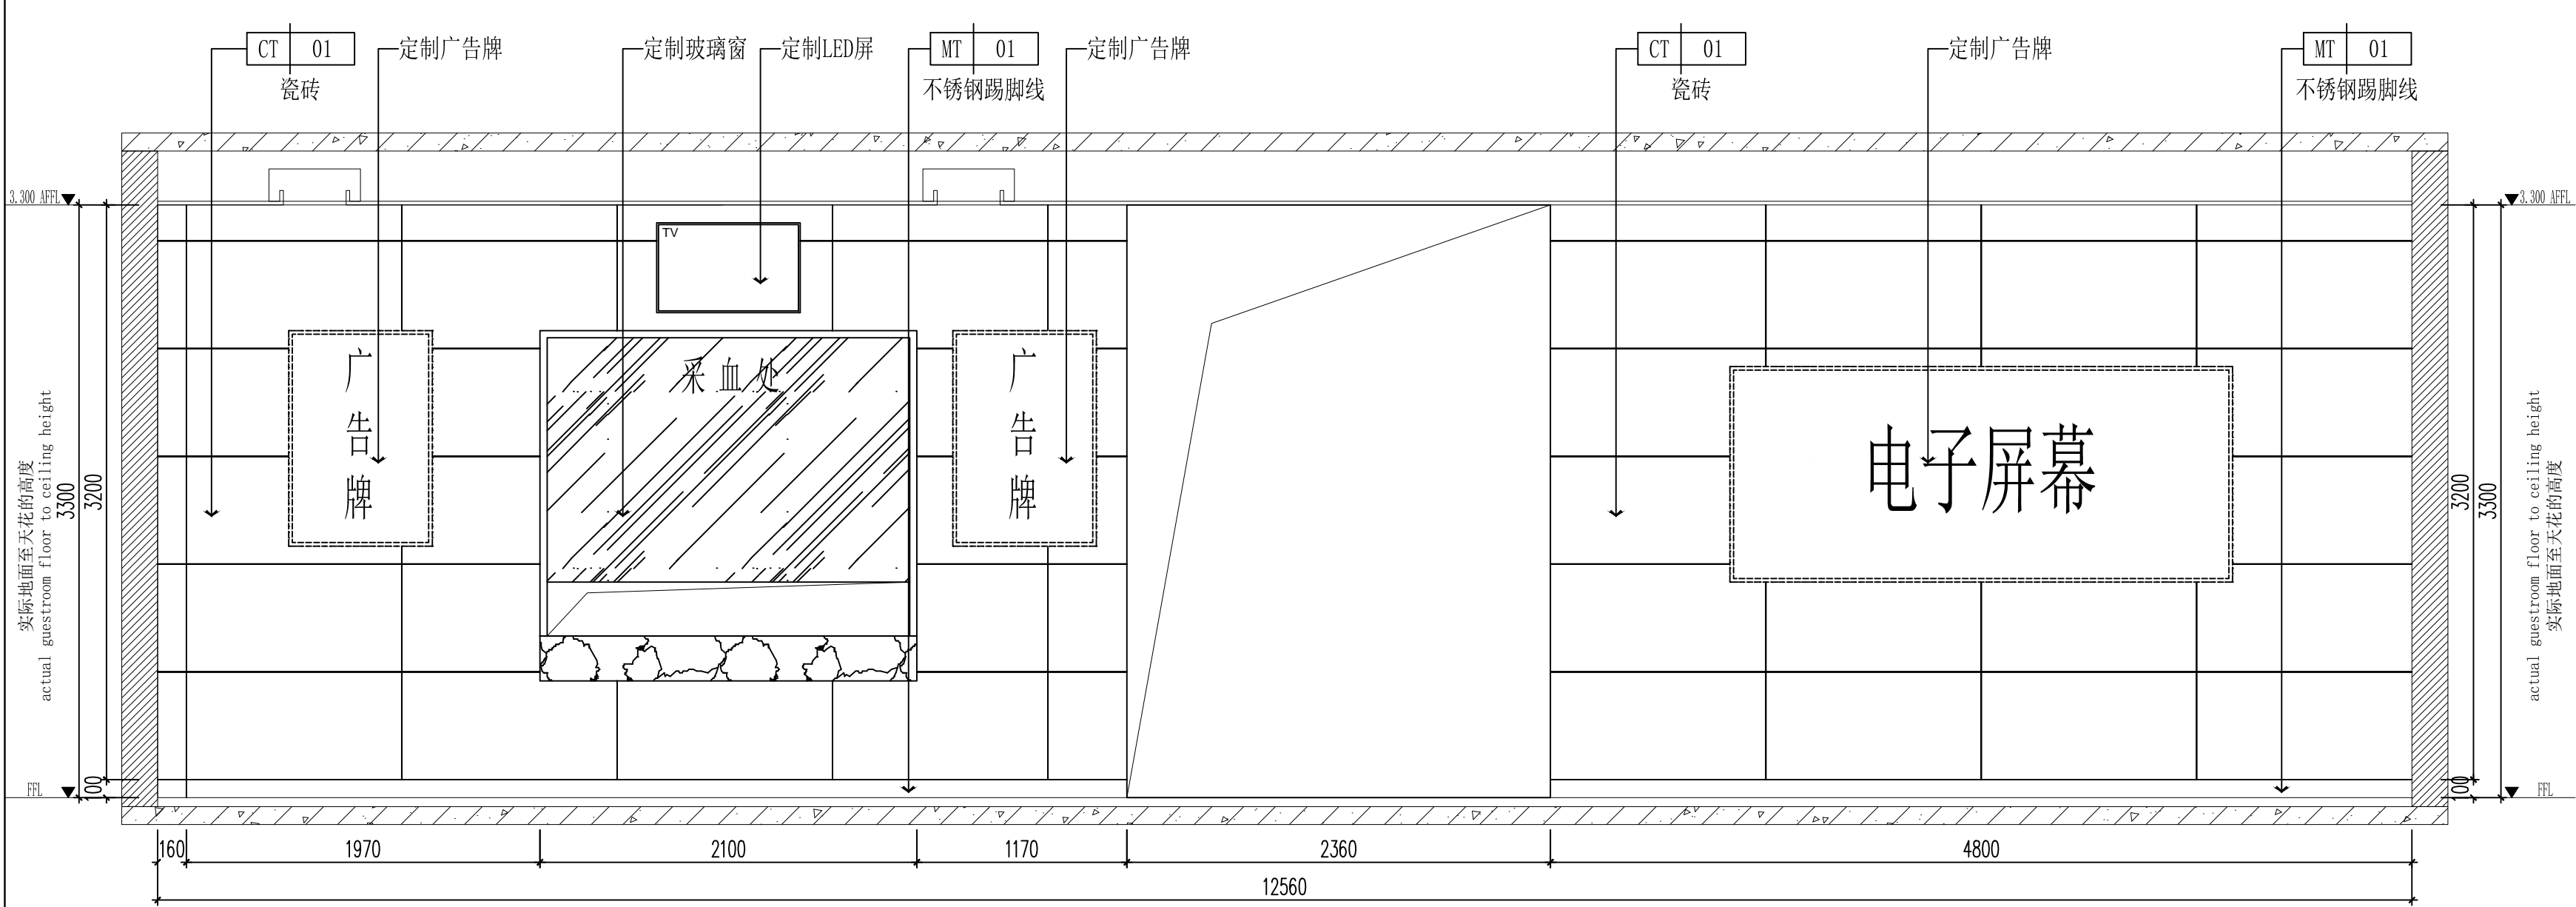 CT 01
定制广告牌
定制玻璃窗
定制LED屏
MT 01
定制广告牌
CT 01
定制广告牌
MT 01
瓷砖
不锈钢踢脚线
瓷砖
不锈钢踢脚线
3.300 AFFL
3.300 AFFL
TV
采血处
广
告
牌
广
告
牌
电子屏幕
实际地面至天花的高度
actual guestroom floor to ceiling height
3300
3200
100
3200
3300
100
actual guestroom floor to ceiling height
实际地面至天花的高度
FFL
FFL
160
1970
2100
1170
2360
4800
12560